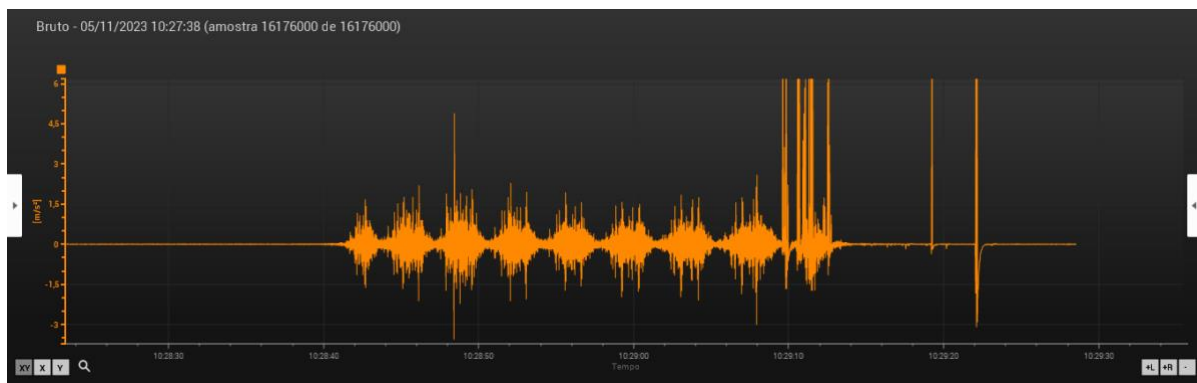 Bruto - 05/11/2023 10:27:38 (amostra 16176000 de 16176000)
6
4,5
3
1,5
0
-1,5
-3
[m/s²]
10:28:30 10:28:40 10:28:50 10:29:00 10:29:10 10:29:20 10:29:30
Tempo
XY X Y +L +R -